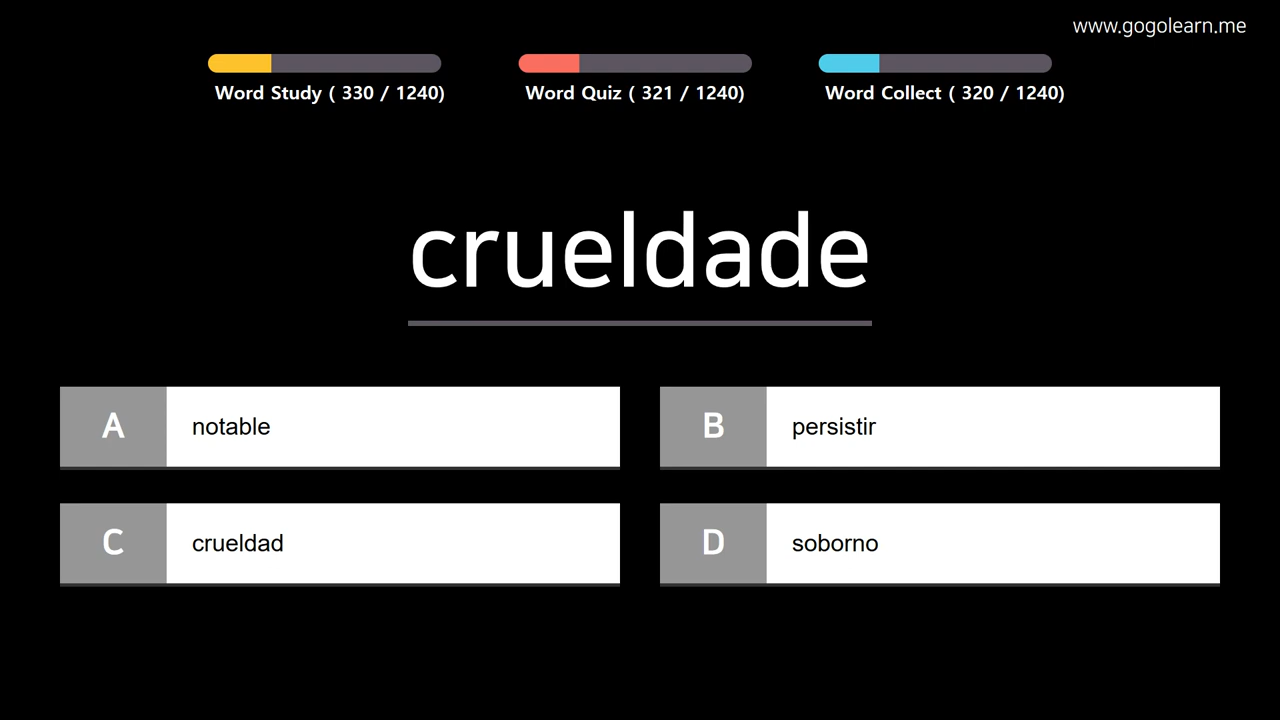 www.gogolearn.me
Word Study ( 330 / 1240)
Word Quiz ( 321 / 1240)
Word Collect ( 320 / 1240)
crueldade
A notable
B persistir
C crueldad
D soborno